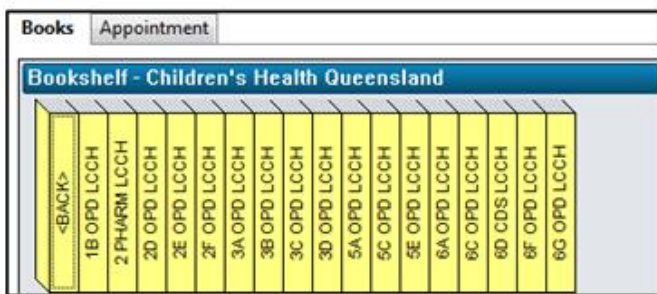 Books
Appointment
Bookshelf - Children's Health Queensland
<BACK>
1B OPD LCCH
2 PHARM LCCH
2D OPD LCCH
2E OPD LCCH
2F OPD LCCH
3A OPD LCCH
3B OPD LCCH
3C OPD LCCH
3D OPD LCCH
5A OPD LCCH
5C OPD LCCH
5E OPD LCCH
6A OPD LCCH
6C OPD LCCH
6D CDS LCCH
6F OPD LCCH
6G OPD LCCH